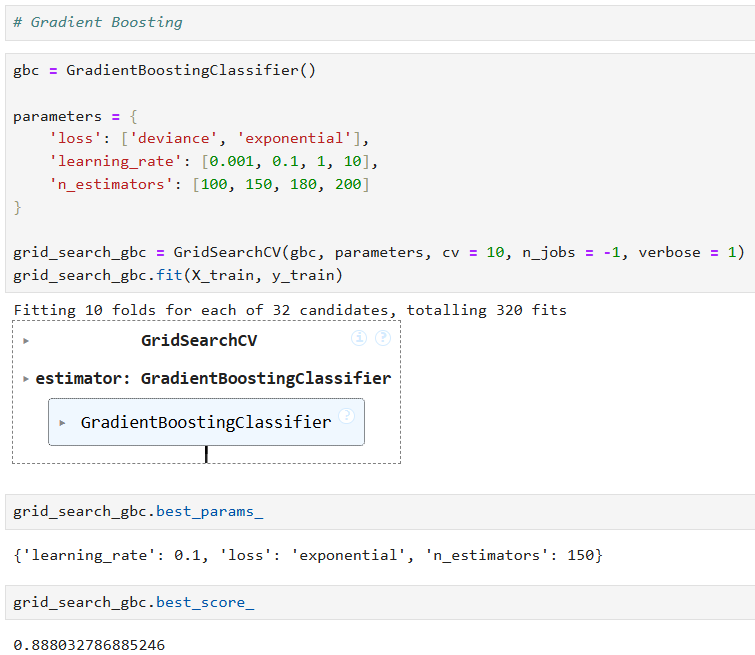 # Gradient Boosting
gbc = GradientBoostingClassifier()
parameters = {
    'loss': ['deviance', 'exponential'],
    'learning_rate': [0.001, 0.1, 1, 10],
    'n_estimators': [100, 150, 180, 200]
}
grid_search_gbc = GridSearchCV(gbc, parameters, cv = 10, n_jobs = -1, verbose = 1)
grid_search_gbc.fit(X_train, y_train)
Fitting 10 folds for each of 32 candidates, totalling 320 fits
▸ GridSearchCV i ?
▸ estimator: GradientBoostingClassifier
▸ GradientBoostingClassifier ?
grid_search_gbc.best_params_
{'learning_rate': 0.1, 'loss': 'exponential', 'n_estimators': 150}
grid_search_gbc.best_score_
0.888032786885246